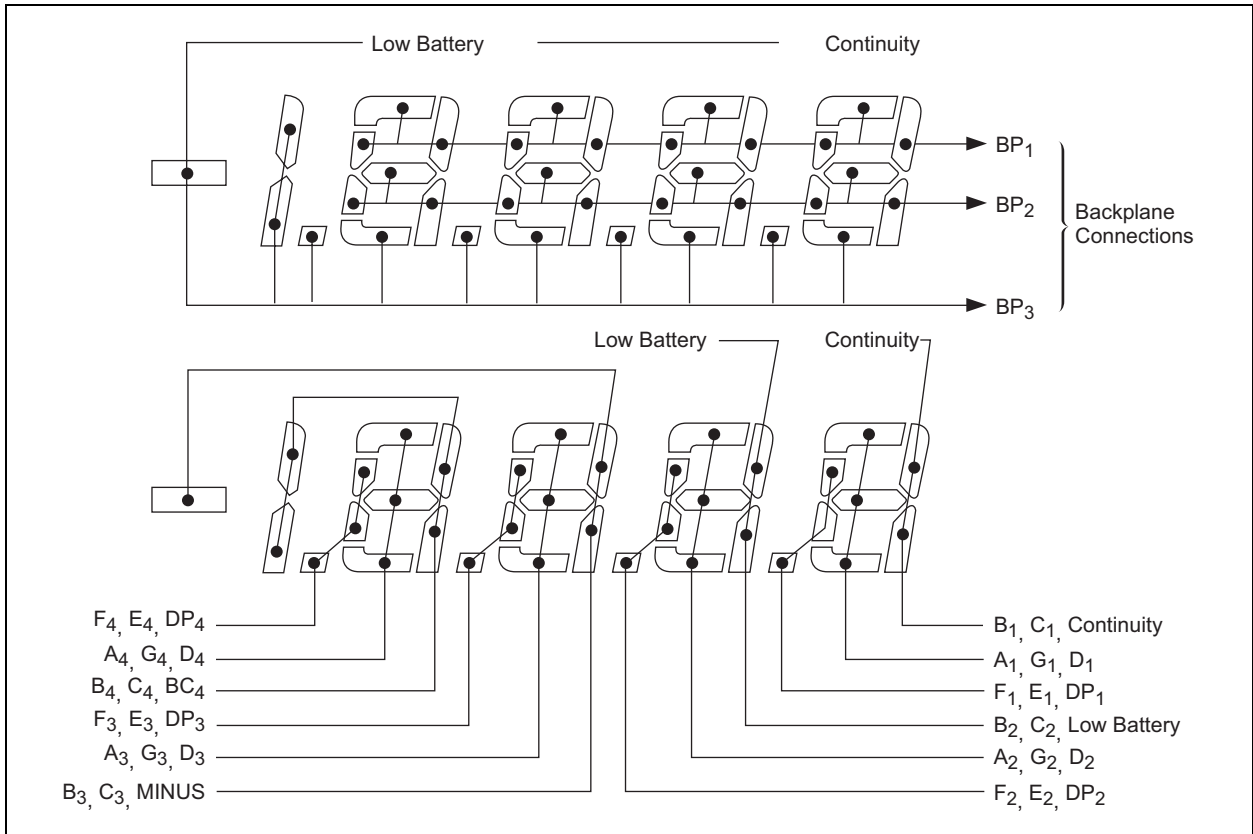 Low Battery
Continuity
BP1
BP2
Backplane
Connections
BP3
Low Battery
Continuity
F4, E4, DP4
A4, G4, D4
B4, C4, BC4
F3, E3, DP3
A3, G3, D3
B3, C3, MINUS
B1, C1, Continuity
A1, G1, D1
F1, E1, DP1
B2, C2, Low Battery
A2, G2, D2
F2, E2, DP2